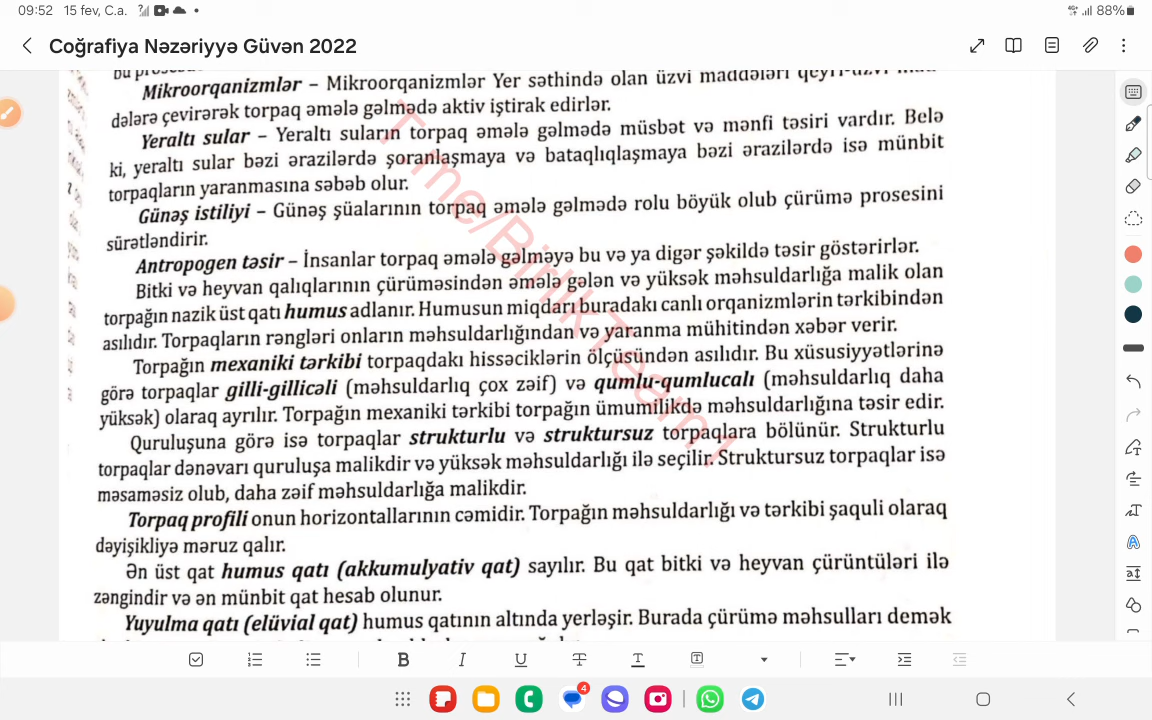 09:52 15 fev, C.a.
4G 88%
Coğrafiya Nəzəriyyə Güvən 2022
Mikroorqanizmlər – Mikroorqanizmlər Yer səthində olan üzvi maddələri qeyri-üzvi
dələrə çevirərək torpaq əmələ gəlmədə aktiv iştirak edirlər.
Yeraltı sular – Yeraltı suların torpaq əmələ gəlmədə müsbət və mənfi təsiri vardır. Belə
ki, yeraltı sular bəzi ərazilərdə şoranlaşmaya və bataqlıqlaşmaya bəzi ərazilərdə isə münbit
torpaqların yaranmasına səbəb olur.
Günəş istiliyi – Günəş şüalarının torpaq əmələ gəlmədə rolu böyük olub çürümə prosesini
sürətləndirir.
Antropogen təsir – İnsanlar torpaq əmələ gəlməyə bu və ya digər şəkildə təsir göstərirlər.
Bitki və heyvan qalıqlarının çürüməsindən əmələ gələn və yüksək məhsuldarlığa malik olan
torpağın nazik üst qatı humus adlanır. Humusun miqdarı buradakı canlı orqanizmlərin tərkibindən
asılıdır. Torpaqların rəngləri onların məhsuldarlığından və yaranma mühitindən xəbər verir.
Torpağın mexaniki tərkibi torpaqdakı hissəciklərin ölçüsündən asılıdır. Bu xüsusiyyətlərinə
görə torpaqlar gilli-gillicəli (məhsuldarlıq çox zəif) və qumlu-qumlucalı (məhsuldarlıq daha
yüksək) olaraq ayrılır. Torpağın mexaniki tərkibi torpağın ümumilikdə məhsuldarlığına təsir edir.
Quruluşuna görə isə torpaqlar strukturlu və struktursuz torpaqlara bölünür. Strukturlu
torpaqlar dənəvarı quruluşa malikdir və yüksək məhsuldarlığı ilə seçilir. Struktursuz torpaqlar isə
məsaməsiz olub, daha zəif məhsuldarlığa malikdir.
Torpaq profili onun horizontallarının cəmidir. Torpağın məhsuldarlığı və tərkibi şaquli olaraq
dəyişikliyə məruz qalır.
Ən üst qat humus qatı (akkumulyativ qat) sayılır. Bu qat bitki və heyvan çürüntüləri ilə
zəngindir və ən münbit qat hesab olunur.
Yuyulma qatı (elüvial qat) humus qatının altında yerləşir. Burada çürümə məhsulları demək
T.me/BirlikTeam1
B I U T T
4